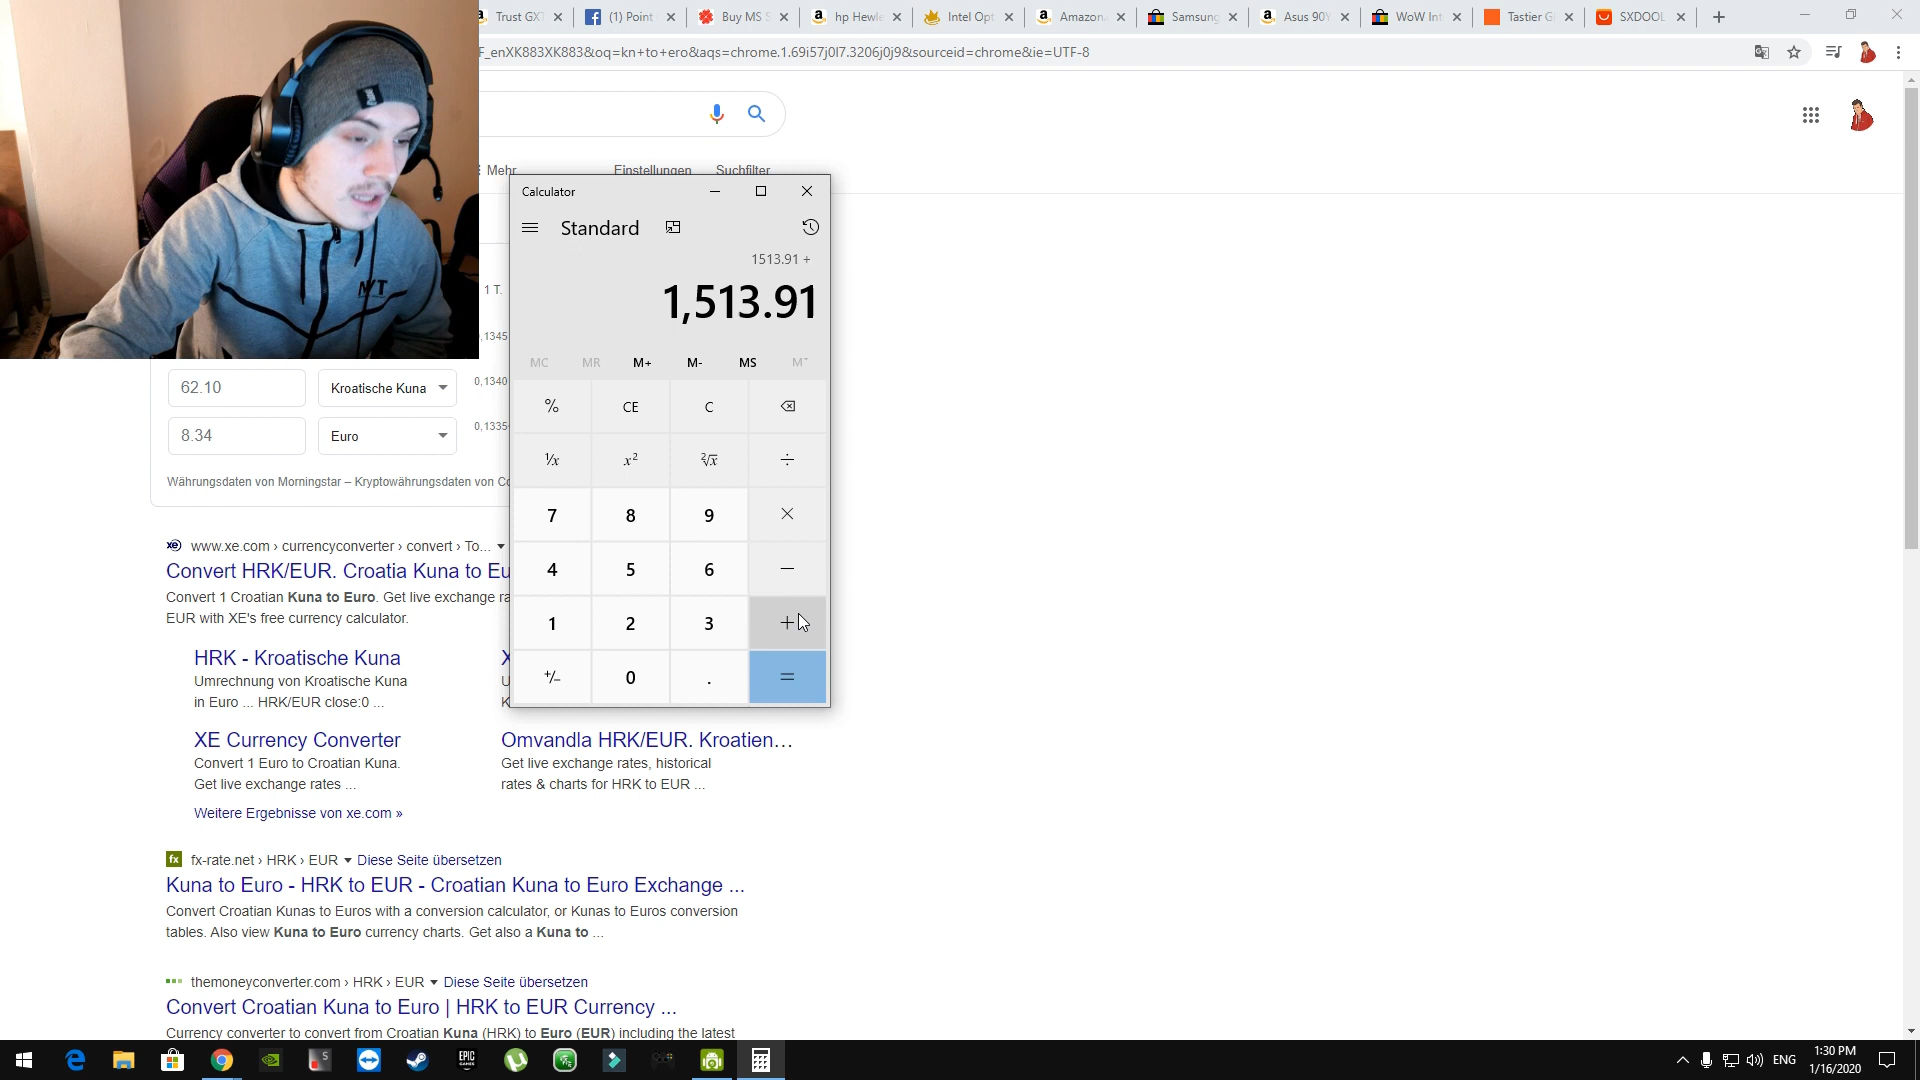 Trust GXT
(1) Point
Buy MS S
hp Hewle
Intel Opt
Amazon.
Samsung
Asus 90Y
WoW Int
Tastier G
SXDOOL
F_enXK883XK883&oq=kn+to+ero&aqs=chrome.1.69i57j0l7.3206j0j9&sourceid=chrome&ie=UTF-8
Mehr
Einstellungen
Suchfilter
Calculator
Standard
1513.91 +
1,513.91
MC MR M+ M- MS M˅
% CE C
⅟x x² ²√x ÷
7 8 9 ×
4 5 6 −
1 2 3 +
+/− 0 . =
NYT
1 T.
,1345
0,1340
0,1335
62.10
Kroatische Kuna
8.34
Euro
Währungsdaten von Morningstar – Kryptowährungsdaten von Co
www.xe.com › currencyconverter › convert › To...
Convert HRK/EUR. Croatia Kuna to Eu
Convert 1 Croatian Kuna to Euro. Get live exchange ra
EUR with XE's free currency calculator.
HRK - Kroatische Kuna
Umrechnung von Kroatische Kuna
in Euro ... HRK/EUR close:0 ...
X
U
K
XE Currency Converter
Convert 1 Euro to Croatian Kuna.
Get live exchange rates ...
Omvandla HRK/EUR. Kroatien...
Get live exchange rates, historical
rates & charts for HRK to EUR ...
Weitere Ergebnisse von xe.com »
fx fx-rate.net › HRK › EUR Diese Seite übersetzen
Kuna to Euro - HRK to EUR - Croatian Kuna to Euro Exchange ...
Convert Croatian Kunas to Euros with a conversion calculator, or Kunas to Euros conversion
tables. Also view Kuna to Euro currency charts. Get also a Kuna to ...
themoneyconverter.com › HRK › EUR Diese Seite übersetzen
Convert Croatian Kuna to Euro | HRK to EUR Currency ...
Currency converter to convert from Croatian Kuna (HRK) to Euro (EUR) including the latest
EPIC GAMES
ENG
1:30 PM
1/16/2020